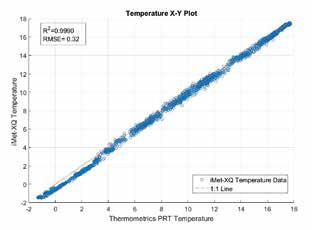 Temperature X-Y Plot
R²=0.9990
RMSE= 0.32
18
16
14
12
10
8
6
4
2
0
-2
iMet-XQ Temperature
iMet-XQ Temperature Data
1:1 Line
-2 0 2 4 6 8 10 12 14 16 18
Thermometrics PRT Temperature